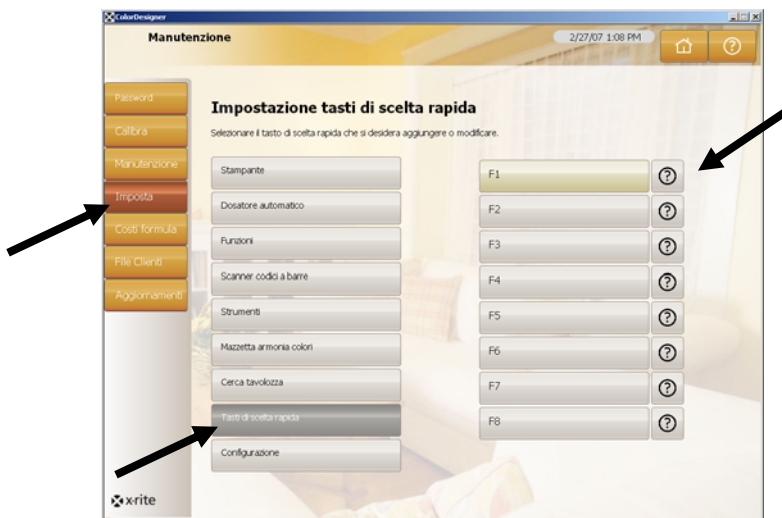 ColorDesigner
Manutenzione
2/27/07 1:08 PM
Password
Calibra
Manutenzione
Imposta
Costi formula
File Clienti
Aggiornamenti
Impostazione tasti di scelta rapida
Selezionare il tasto di scelta rapida che si desidera aggiungere o modificare.
Stampante
Dosatore automatico
Funzioni
Scanner codici a barre
Strumenti
Mazzetta armonia colori
Cerca tavolozza
Tasti di scelta rapida
Configurazione
F1
F2
F3
F4
F5
F6
F7
F8
x·rite